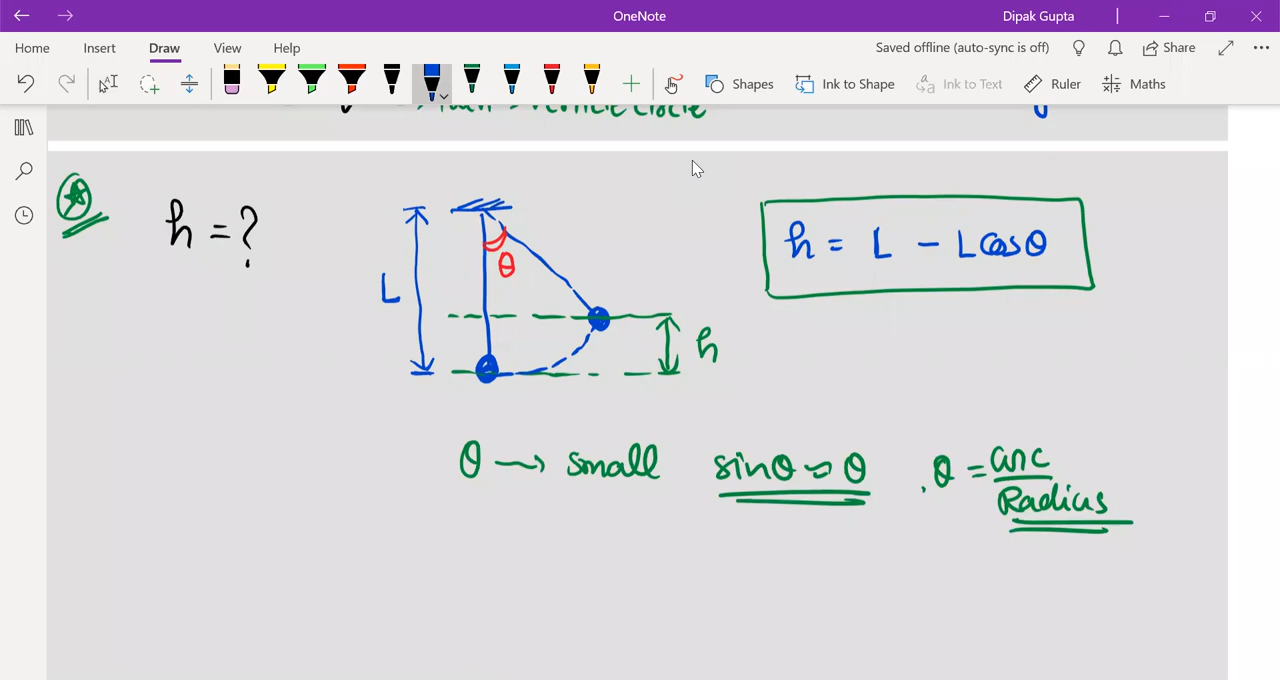 OneNote
Dipak Gupta
Home Insert Draw View Help
Saved offline (auto-sync is off)
Share
Shapes
Ink to Shape
Ink to Text
Ruler
Maths
h = ?
h = L - Lcosθ
θ
L
h
θ → small sinθ ≈ θ θ = arc
Radius